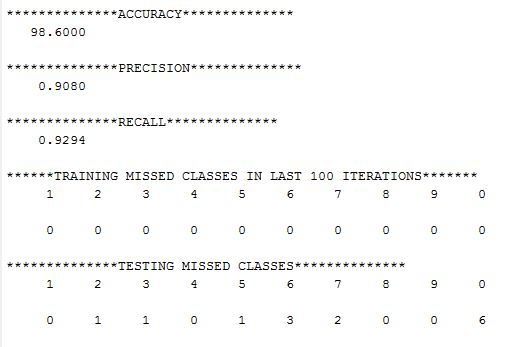 **************ACCURACY**************
98.6000
**************PRECISION**************
0.9080
**************RECALL**************
0.9294
******TRAINING MISSED CLASSES IN LAST 100 ITERATIONS*******
1 2 3 4 5 6 7 8 9 0
0 0 0 0 0 0 0 0 0 0
**************TESTING MISSED CLASSES**************
1 2 3 4 5 6 7 8 9 0
0 1 1 0 1 3 2 0 0 6